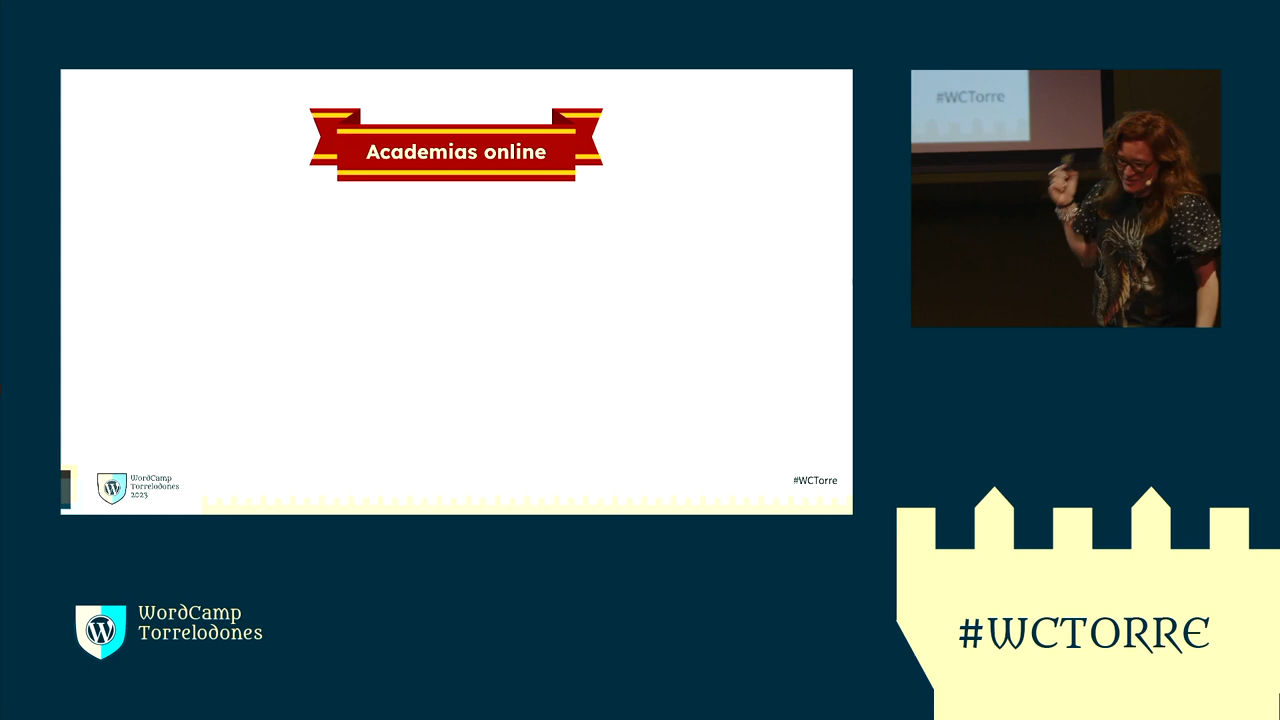 Academias online
WordCamp
Torrelodones
2023
#WCTorre
#WCTorre
WordCamp
Torrelodones
#WCTORRE